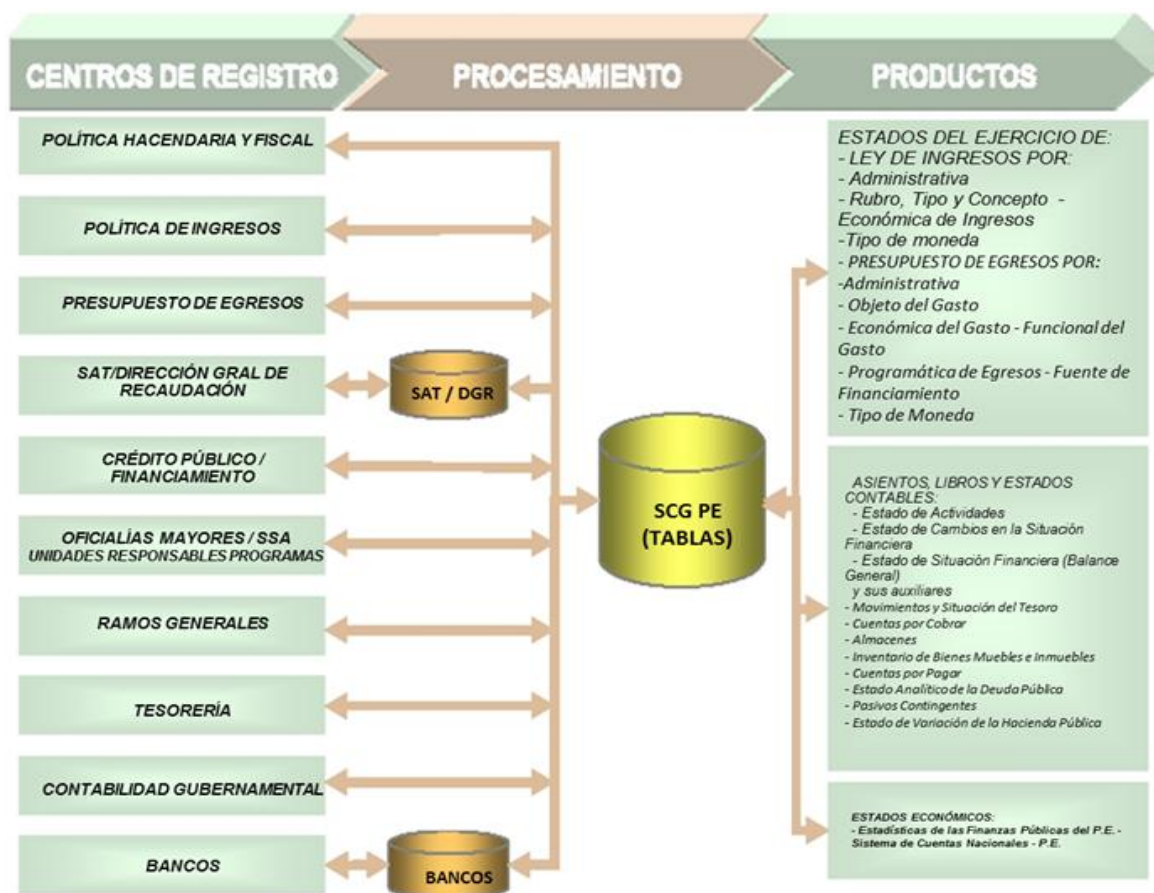 CENTROS DE REGISTRO
PROCESAMIENTO
PRODUCTOS
POLÍTICA HACENDARIA Y FISCAL
POLÍTICA DE INGRESOS
PRESUPUESTO DE EGRESOS
SAT/DIRECCIÓN GRAL DE
RECAUDACIÓN
CRÉDITO PÚBLICO /
FINANCIAMIENTO
OFICIALÍAS MAYORES / SSA
UNIDADES RESPONSABLES PROGRAMAS
RAMOS GENERALES
TESORERÍA
CONTABILIDAD GUBERNAMENTAL
BANCOS
SAT / DGR
BANCOS
SCG PE
(TABLAS)
ESTADOS DEL EJERCICIO DE:
- LEY DE INGRESOS POR:
- Administrativa
- Rubro, Tipo y Concepto -
Económica de Ingresos
-Tipo de moneda
- PRESUPUESTO DE EGRESOS POR:
-Administrativa
- Objeto del Gasto
- Económica del Gasto - Funcional del
Gasto
- Programática de Egresos - Fuente de
Financiamiento
- Tipo de Moneda
ASIENTOS, LIBROS Y ESTADOS
CONTABLES:
- Estado de Actividades
- Estado de Cambios en la Situación
Financiera
- Estado de Situación Financiera (Balance
General)
y sus auxiliares
- Movimientos y Situación del Tesoro
- Cuentas por Cobrar
- Almacenes
- Inventario de Bienes Muebles e Inmuebles
- Cuentas por Pagar
- Estado Analítico de la Deuda Pública
- Pasivos Contingentes
- Estado de Variación de la Hacienda Pública
ESTADOS ECONÓMICOS:
- Estadísticas de las Finanzas Públicas del P.E. -
Sistema de Cuentas Nacionales - P.E.